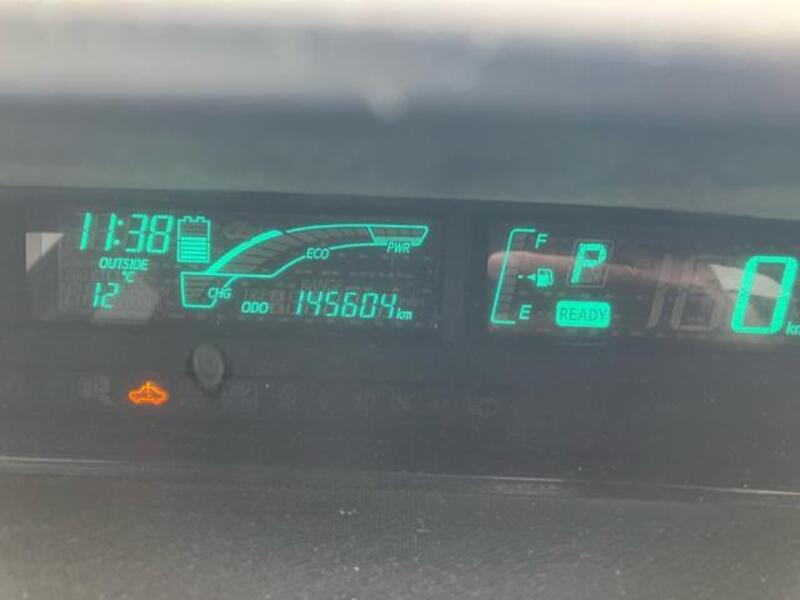 11:38
OUTSIDE
°C
12
ECO
PWR
CHG
ODO 145604 km
F
E
P
READY
0